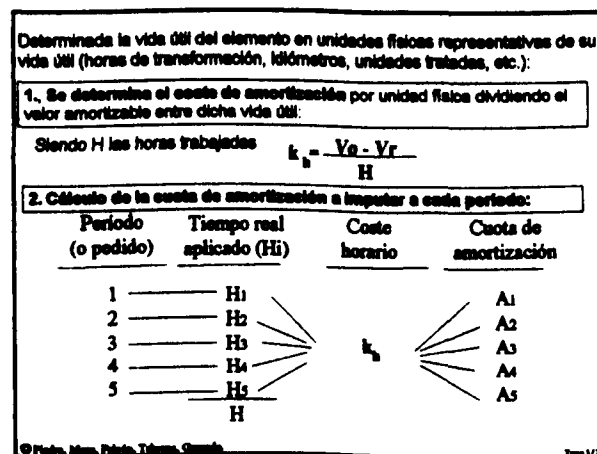 Determinada la vida útil del elemento en unidades físicas representativas de su
vida útil (horas de transformación, kilómetros, unidades tratadas, etc.):
1., Se determina el coste de amortización por unidad física dividiendo el
valor amortizable entre dicha vida útil:
Siendo H las horas trabajadas
k_h = Vo - Vr
H
2. Cálculo de la cuota de amortización a imputar a cada período:
Período Tiempo real Coste Cuota de
(o pedido) aplicado (Hi) horario amortización
1 H1 A1
2 H2 A2
3 H3 k_h A3
4 H4 A4
5 H5 A5
H